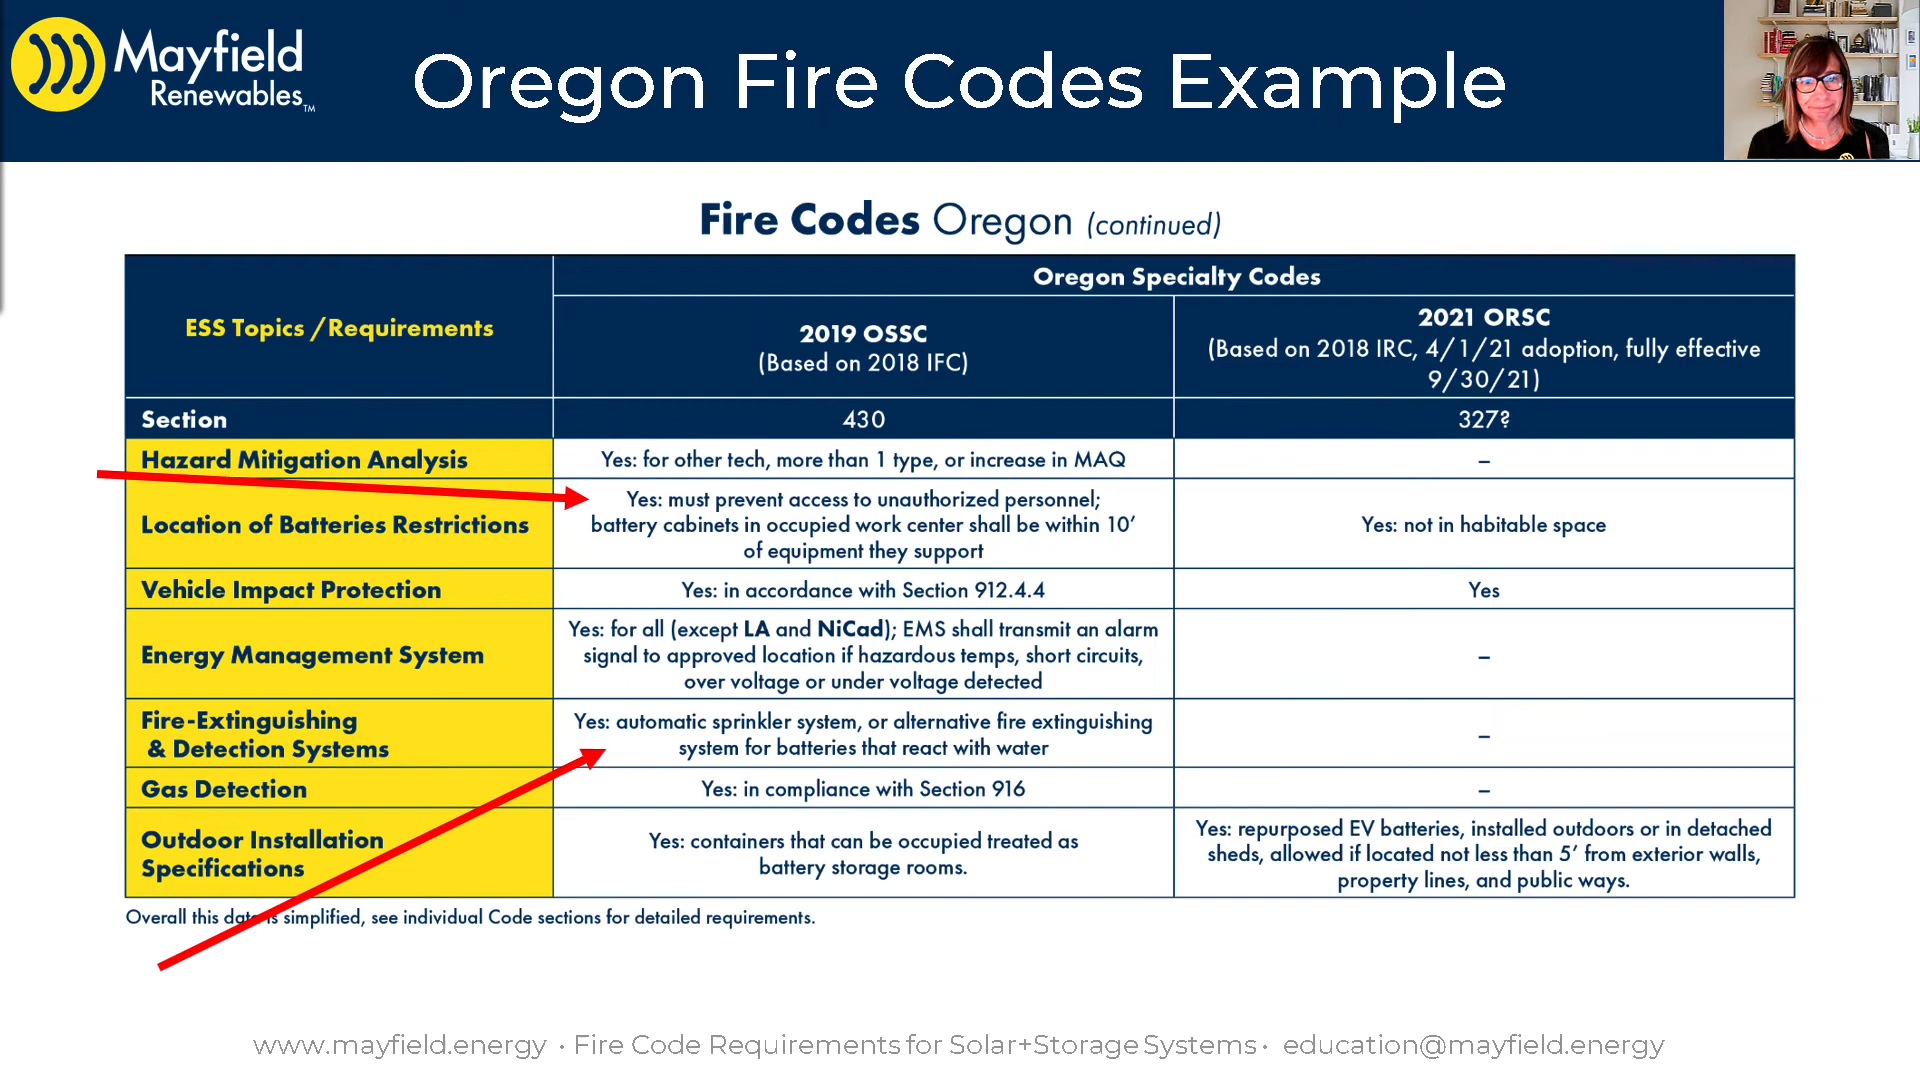 Mayfield
Renewables™
Oregon Fire Codes Example
Fire Codes Oregon (continued)
ESS Topics /Requirements
Oregon Specialty Codes
2019 OSSC
(Based on 2018 IFC)
2021 ORSC
(Based on 2018 IRC, 4/1/21 adoption, fully effective
9/30/21)
Section
430
327?
Hazard Mitigation Analysis
Yes: for other tech, more than 1 type, or increase in MAQ
–
Location of Batteries Restrictions
Yes: must prevent access to unauthorized personnel;
battery cabinets in occupied work center shall be within 10’
of equipment they support
Yes: not in habitable space
Vehicle Impact Protection
Yes: in accordance with Section 912.4.4
Yes
Energy Management System
Yes: for all (except LA and NiCad); EMS shall transmit an alarm
signal to approved location if hazardous temps, short circuits,
over voltage or under voltage detected
–
Fire-Extinguishing
& Detection Systems
Yes: automatic sprinkler system, or alternative fire extinguishing
system for batteries that react with water
–
Gas Detection
Yes: in compliance with Section 916
–
Outdoor Installation
Specifications
Yes: containers that can be occupied treated as
battery storage rooms.
Yes: repurposed EV batteries, installed outdoors or in detached
sheds, allowed if located not less than 5’ from exterior walls,
property lines, and public ways.
Overall this data is simplified, see individual Code sections for detailed requirements.
www.mayfield.energy · Fire Code Requirements for Solar+Storage Systems · education@mayfield.energy